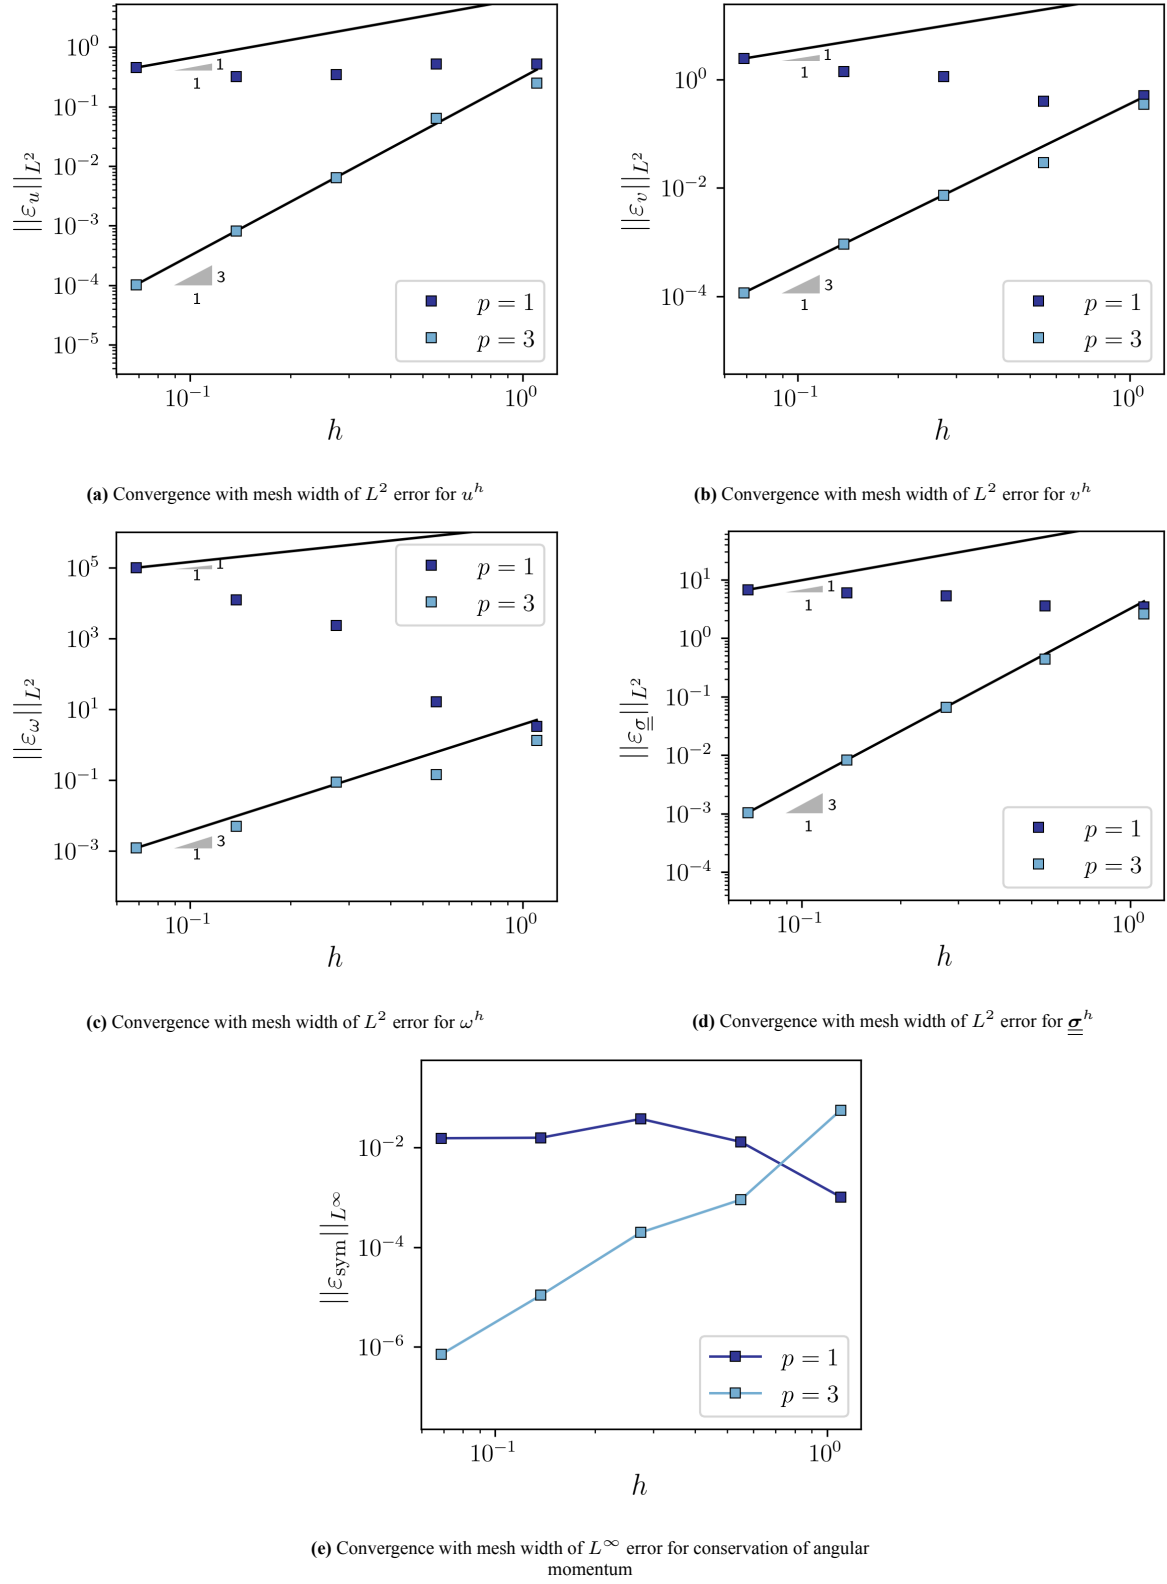 ||ε_u||_{L^2}
10^0
10^{-1}
10^{-2}
10^{-3}
10^{-4}
10^{-5}
1
1
3
1
p = 1
p = 3
10^{-1}
10^0
h
(a) Convergence with mesh width of L^2 error for u^h
||ε_v||_{L^2}
10^0
10^{-2}
10^{-4}
1
1
3
1
p = 1
p = 3
10^{-1}
10^0
h
(b) Convergence with mesh width of L^2 error for v^h
||ε_ω||_{L^2}
10^5
10^3
10^1
10^{-1}
10^{-3}
1
1
3
1
p = 1
p = 3
10^{-1}
10^0
h
(c) Convergence with mesh width of L^2 error for ω^h
||ε_σ||_{L^2}
10^1
10^0
10^{-1}
10^{-2}
10^{-3}
10^{-4}
1
1
3
1
p = 1
p = 3
10^{-1}
10^0
h
(d) Convergence with mesh width of L^2 error for σ^h
||ε_sym||_{L^∞}
10^{-2}
10^{-4}
10^{-6}
p = 1
p = 3
10^{-1}
10^0
h
(e) Convergence with mesh width of L^∞ error for conservation of angular
momentum